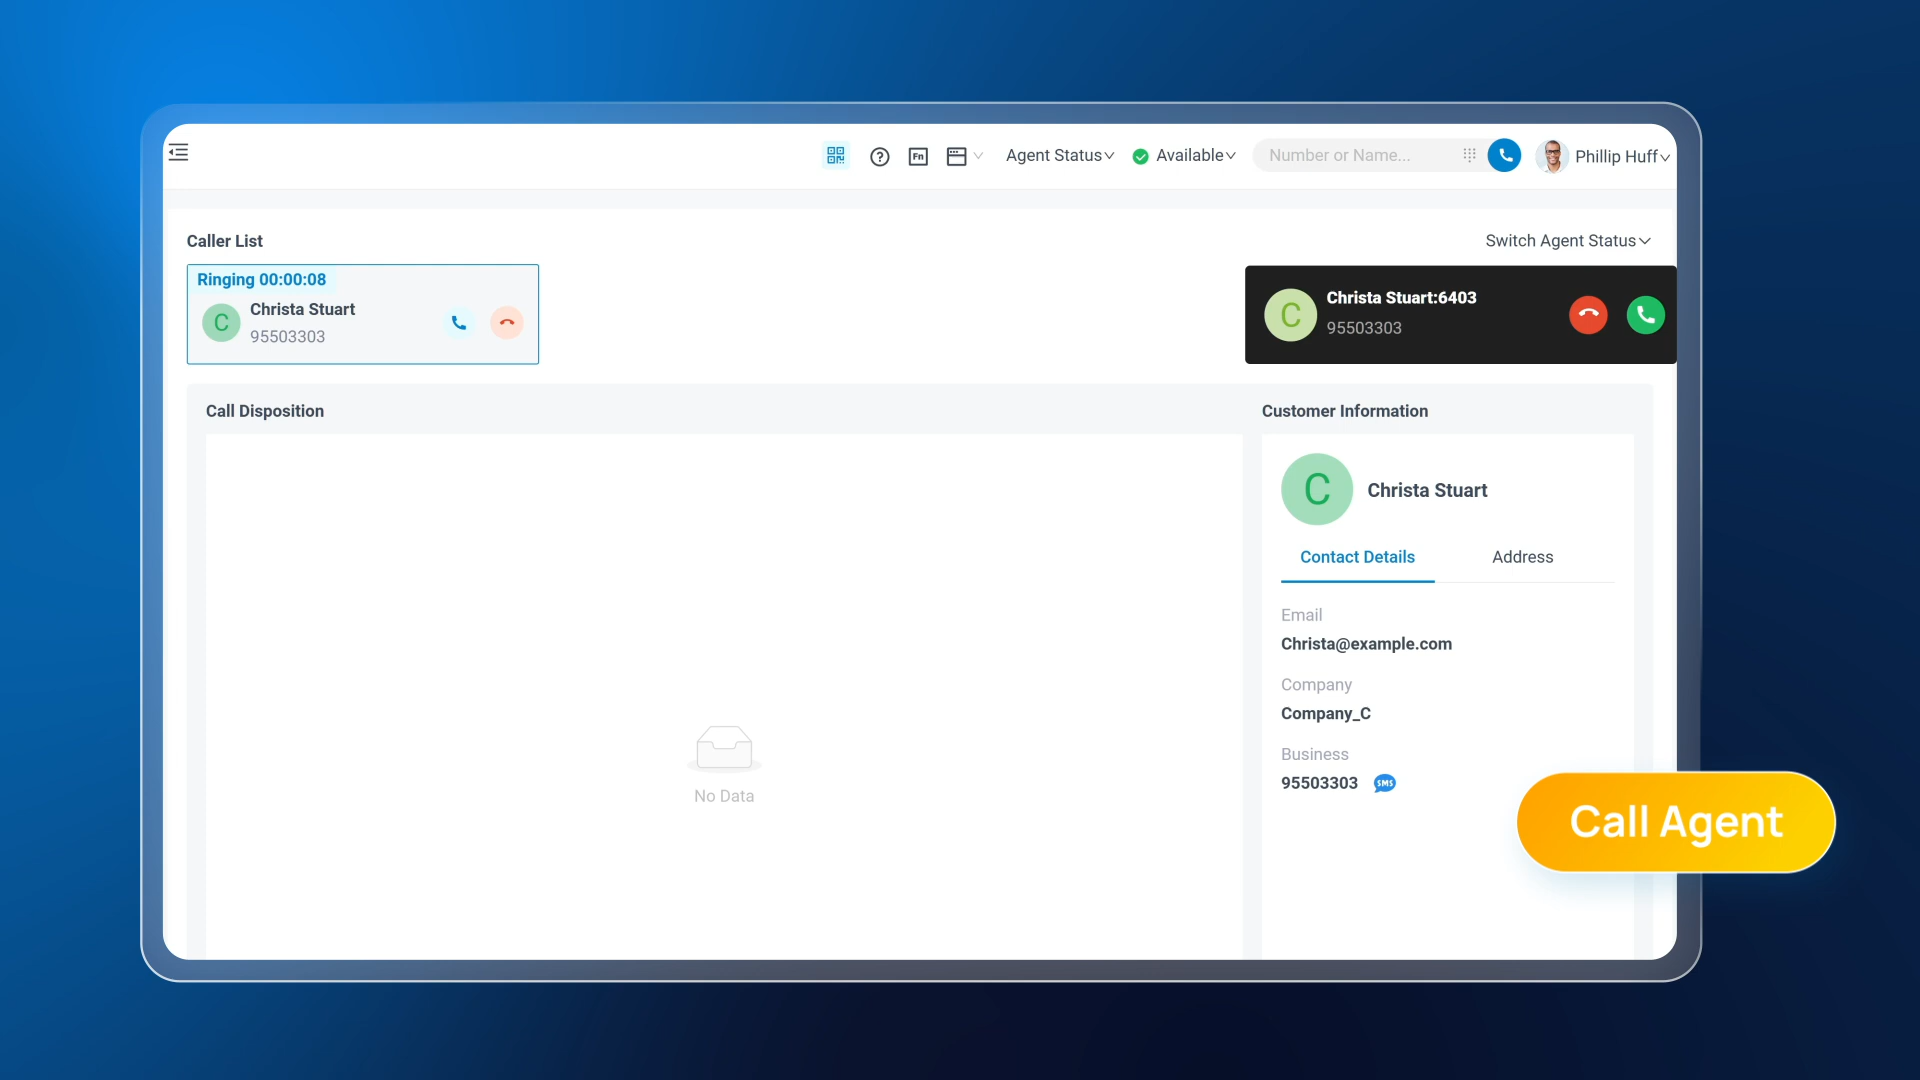 Fn
Agent Status
Available
Number or Name...
Phillip Huff
Caller List
Switch Agent Status
Ringing 00:00:08
C
Christa Stuart
95503303
C
Christa Stuart:6403
95503303
Call Disposition
No Data
Customer Information
C
Christa Stuart
Contact Details
Address
Email
Christa@example.com
Company
Company_C
Business
95503303
SMS
Call Agent